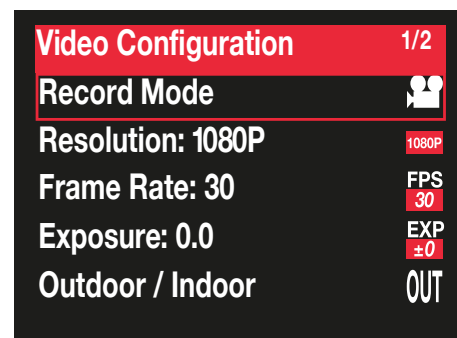 Video Configuration 1/2
Record Mode
Resolution: 1080P 1080P
Frame Rate: 30 FPS 30
Exposure: 0.0 EXP ±0
Outdoor / Indoor OUT